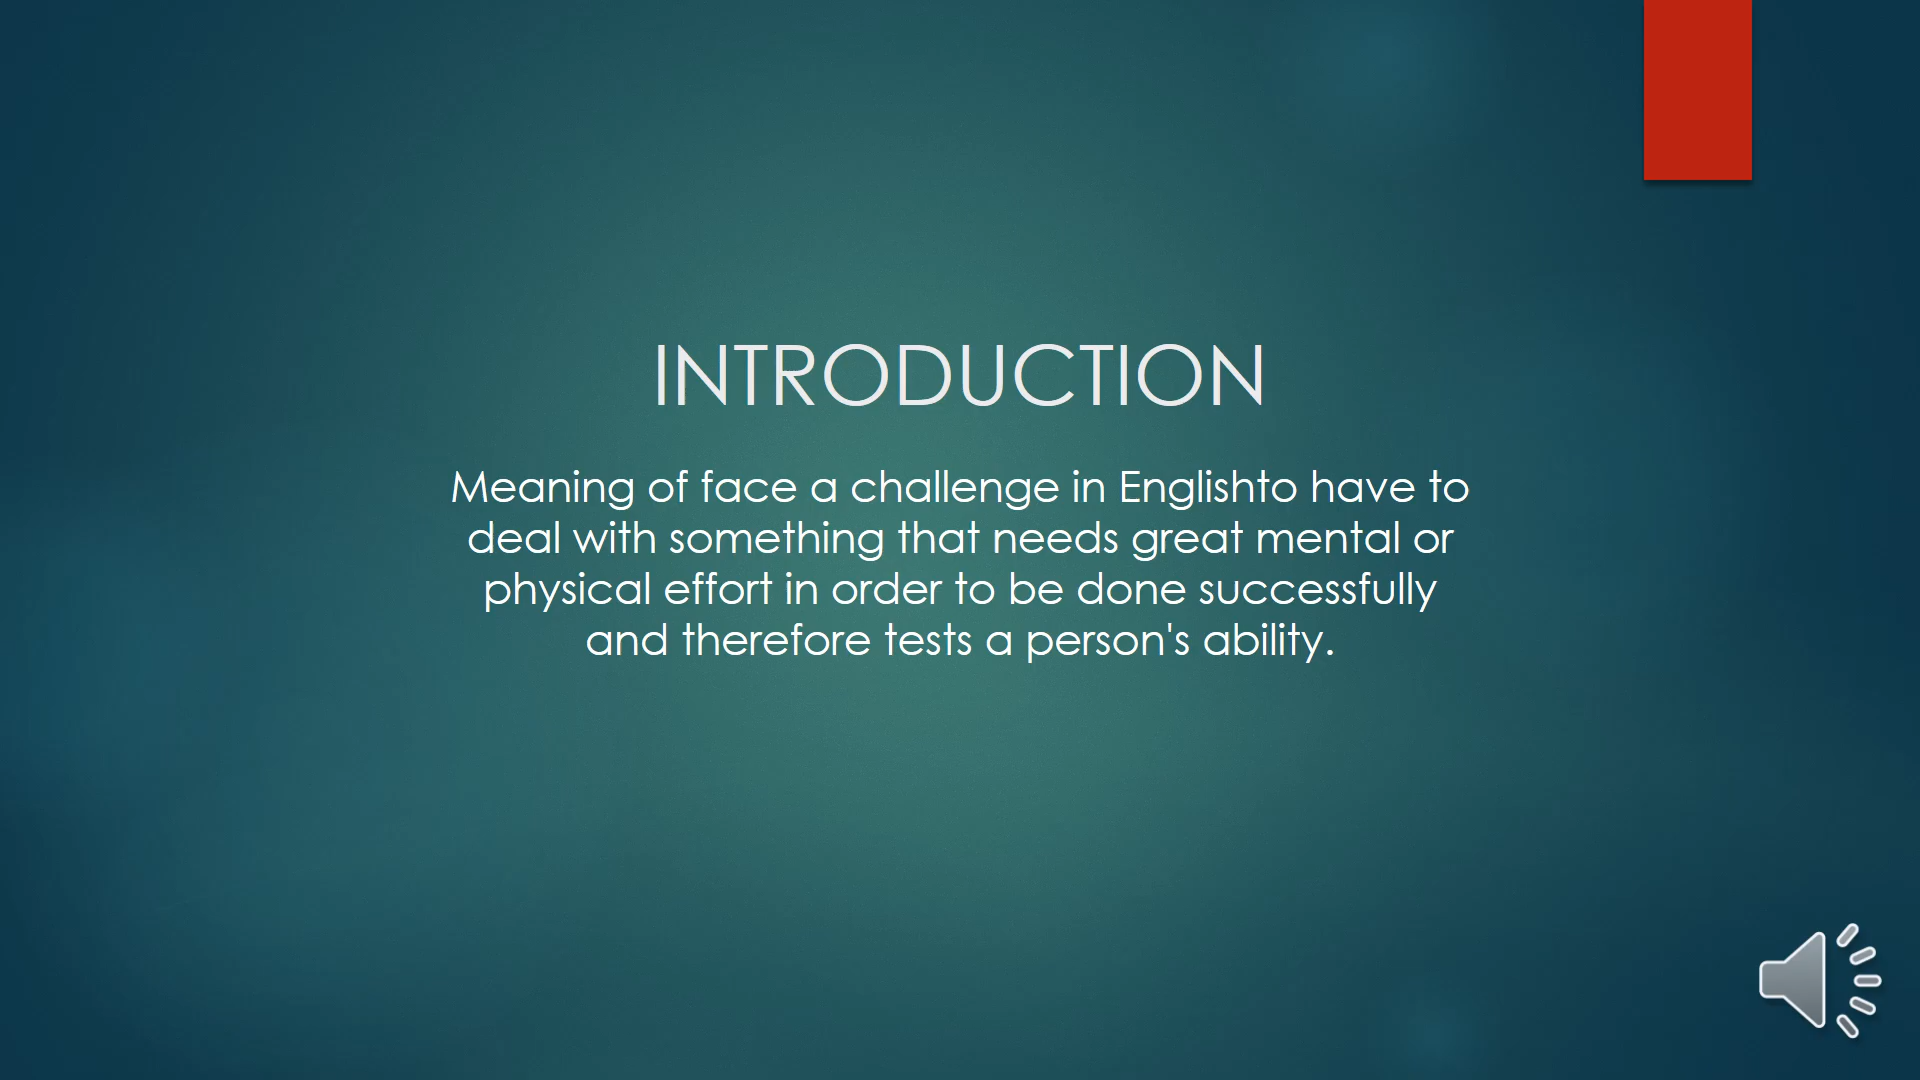 INTRODUCTION
Meaning of face a challenge in Englishto have to
deal with something that needs great mental or
physical effort in order to be done successfully
and therefore tests a person's ability.